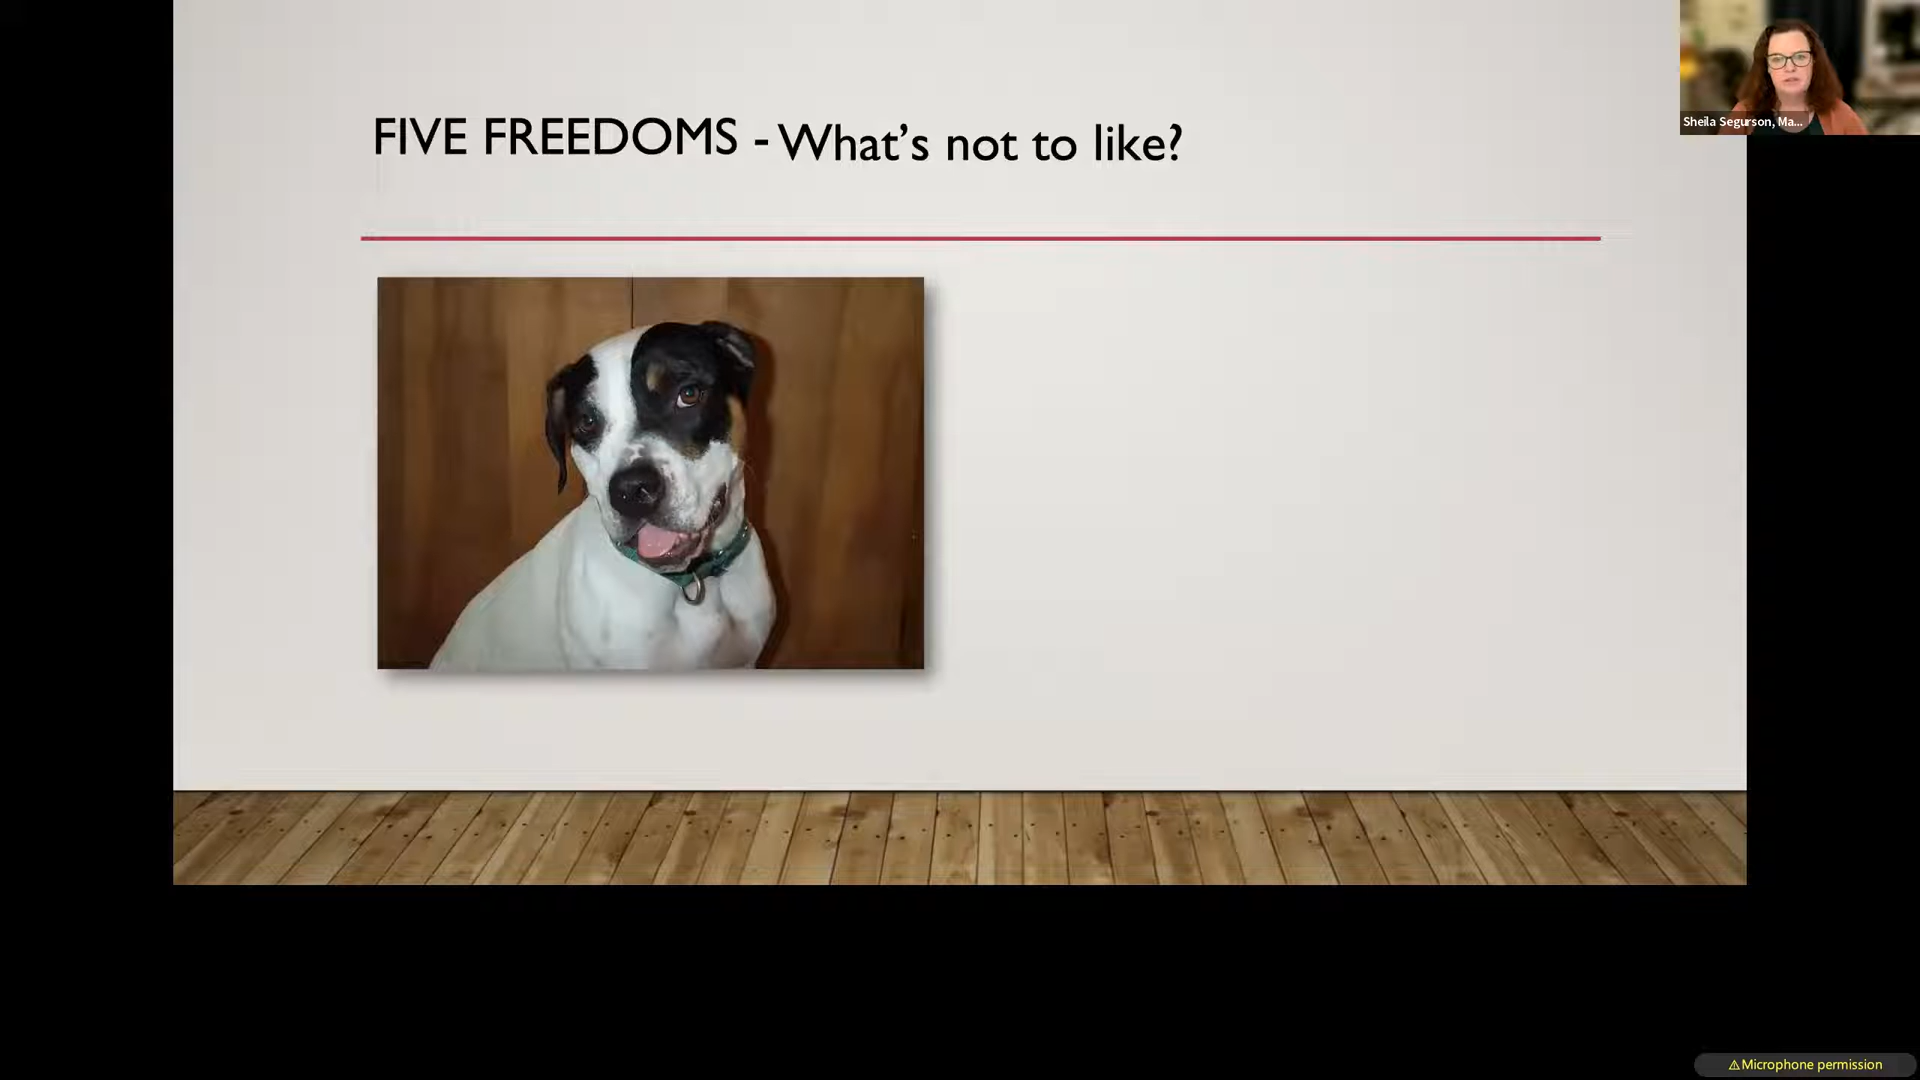 FIVE FREEDOMS - What's not to like?
Sheila Segurson, Ma...
⚠Microphone permission